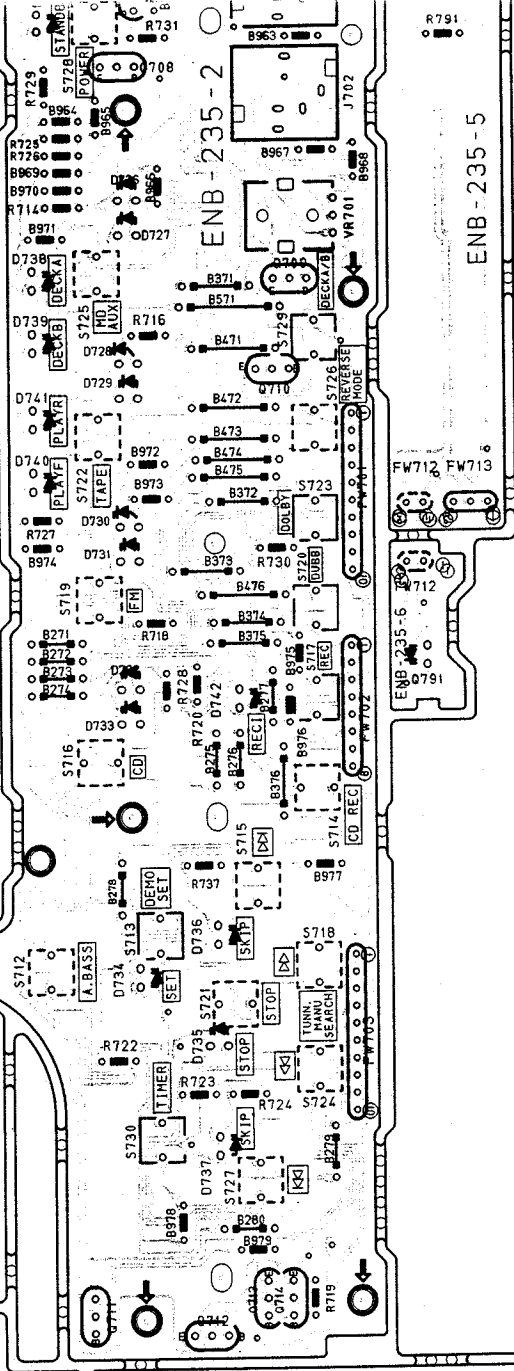 STANDB
R731
B963
R791
S728
POWER
Q708
R729
B964
B965
ENB-235-2
J702
ENB-235-5
R725
R726
B969
B970
R714
B966
B967
B968
D727
VR701
B971
D738
DECKA
S725
MD
AUX
B371
B571
DECKA/B
S729
D739
DECKB
R716
D728
D729
B471
E
B
Q710
S726
REVERSE
MODE
D741
PLAYR
B472
B473
B474
B475
B372
D740
PLAYF
S722
TAPE
B972
B973
DOLBY
S723
FW701
FW712
FW713
R727
B974
D730
D731
B373
R730
S720
DUBB
S719
FM
B476
B374
B375
R718
ENB-235-6
Q791
B271
B272
B273
B274
B975
S717
REC
R728
R720
D742
RECI
B277
B976
D733
S716
CD
B275
B276
B376
FW702
S714
CD REC
S715
R737
B977
B278
DEMO
SET
S713
D736
SKIP
S718
S712
A.BASS
D734
SET
S721
STOP
TUNN.
MANU
SEARCH
D735
STOP
FW703
R722
R723
R724
S724
TIMER
S730
D737
SKIP
S727
B279
B978
B280
B979
Q711
B
Q712
B
Q713
Q714
R719